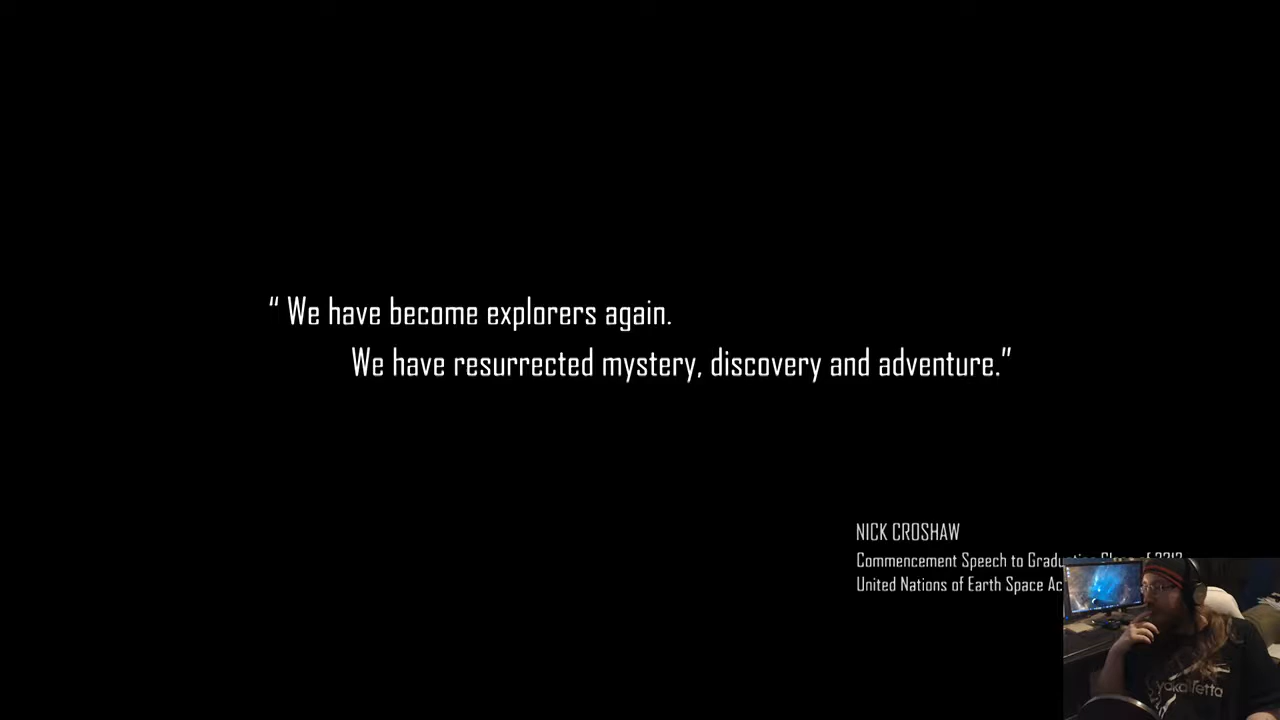 “ We have become explorers again.
We have resurrected mystery, discovery and adventure.”
NICK CROSHAW
Commencement Speech to
United Nations of Earth Space